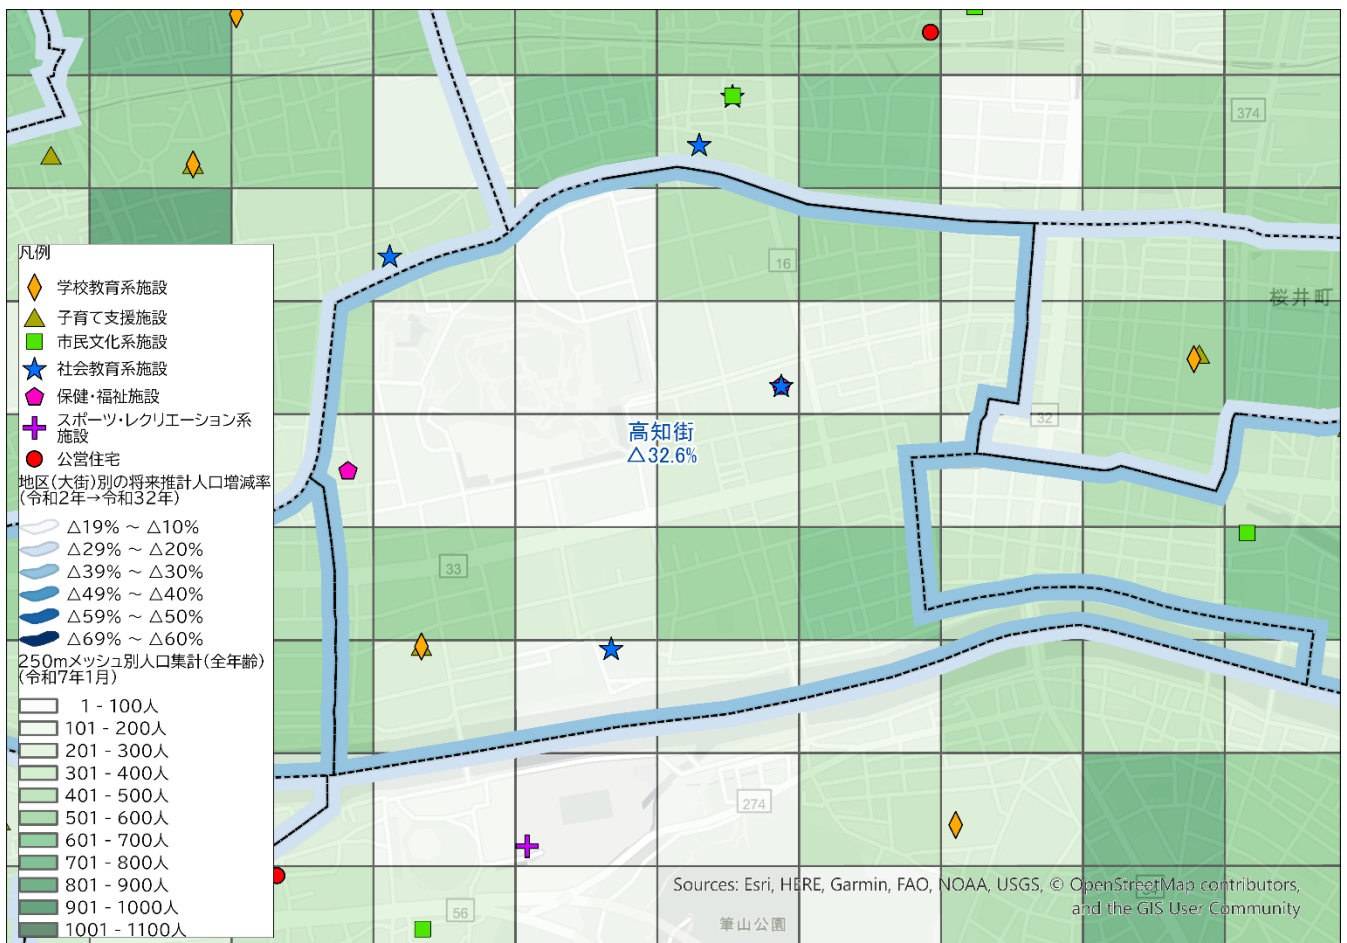 374
16
桜井町
凡例
学校教育系施設
子育て支援施設
市民文化系施設
社会教育系施設
保健・福祉施設
スポーツ・レクリエーション系
施設
公営住宅
地区(大街)別の将来推計人口増減率
(令和2年→令和32年)
△19% ~ △10%
△29% ~ △20%
△39% ~ △30%
△49% ~ △40%
△59% ~ △50%
△69% ~ △60%
250mメッシュ別人口集計(全年齢)
(令和7年1月)
1 - 100人
101 - 200人
201 - 300人
301 - 400人
401 - 500人
501 - 600人
601 - 700人
701 - 800人
801 - 900人
901 - 1000人
1001 - 1100人
32
高知街
△32.6%
33
274
Sources: Esri, HERE, Garmin, FAO, NOAA, USGS, © OpenStreetMap contributors,
and the GIS User Community
56
筆山公園